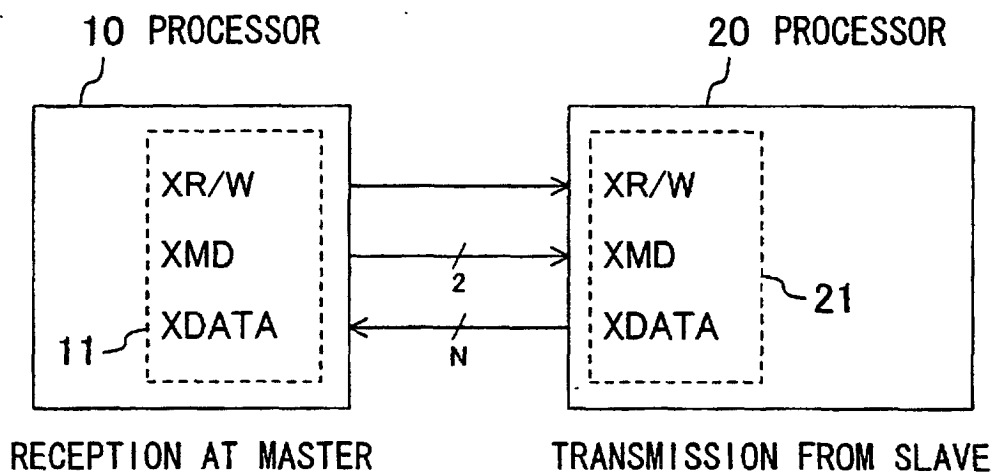 10 PROCESSOR
20 PROCESSOR
XR/W
XMD
XDATA
11
2
N
XR/W
XMD
XDATA
21
RECEPTION AT MASTER
TRANSMISSION FROM SLAVE